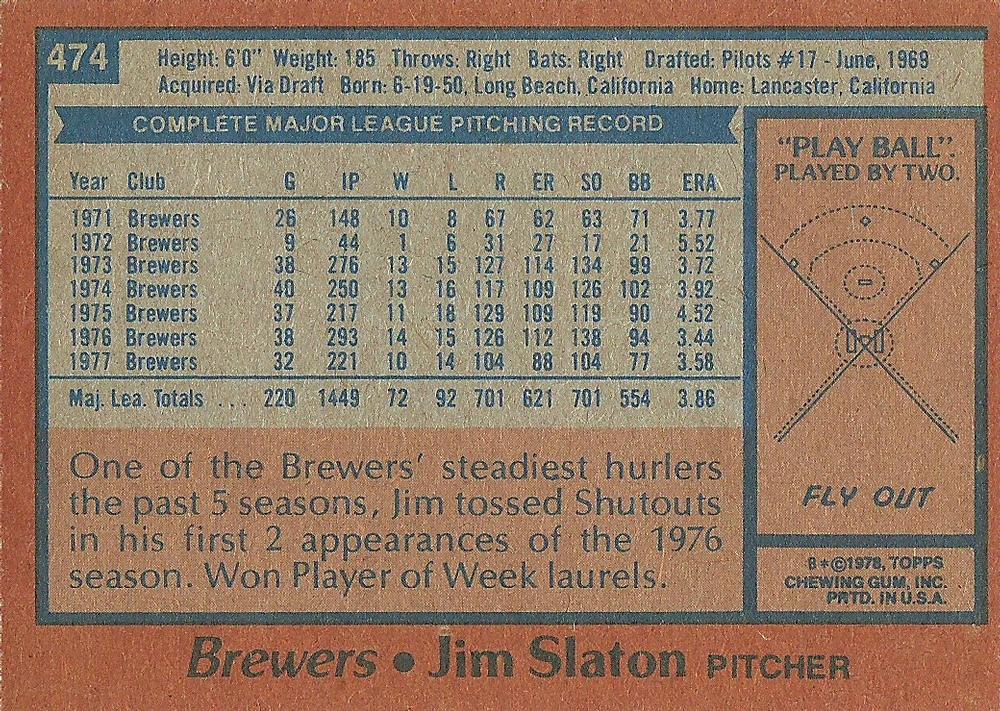 474
Height: 6'0" Weight: 185 Throws: Right Bats: Right Drafted: Pilots #17 - June, 1969
Acquired: Via Draft Born: 6-19-50, Long Beach, California Home: Lancaster, California
COMPLETE MAJOR LEAGUE PITCHING RECORD
Year Club G IP W L R ER SO BB ERA
1971 Brewers 26 148 10 8 67 62 63 71 3.77
1972 Brewers 9 44 1 6 31 27 17 21 5.52
1973 Brewers 38 276 13 15 127 114 134 99 3.72
1974 Brewers 40 250 13 16 117 109 126 102 3.92
1975 Brewers 37 217 11 18 129 109 119 90 4.52
1976 Brewers 38 293 14 15 126 112 138 94 3.44
1977 Brewers 32 221 10 14 104 88 104 77 3.58
Maj. Lea. Totals ... 220 1449 72 92 701 621 701 554 3.86
One of the Brewers' steadiest hurlers
the past 5 seasons, Jim tossed Shutouts
in his first 2 appearances of the 1976
season. Won Player of Week laurels.
"PLAY BALL".
PLAYED BY TWO.
FLY OUT
B*©1978, TOPPS
CHEWING GUM, INC.
PRTD. IN U.S.A.
Brewers • Jim Slaton PITCHER